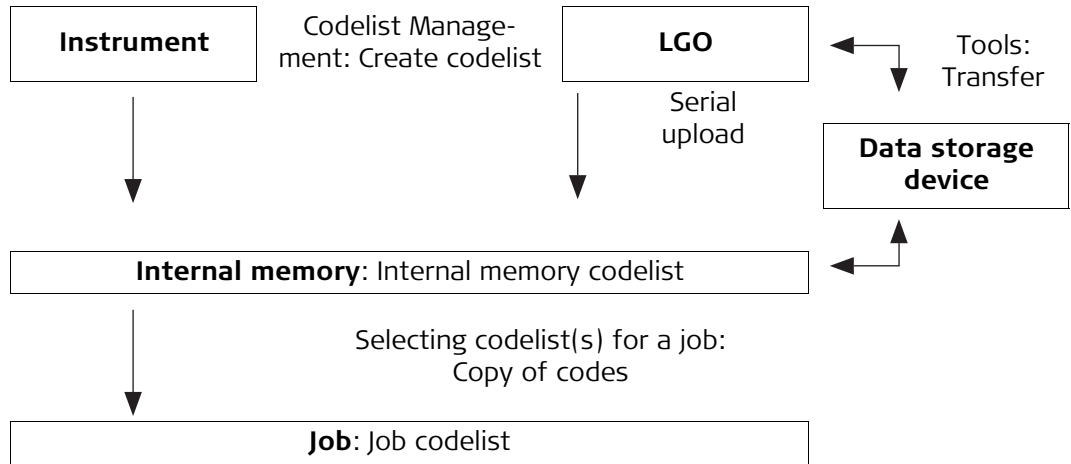 Instrument
Codelist Manage-
ment: Create codelist
LGO
Tools:
Transfer
Serial
upload
Data storage
device
Internal memory: Internal memory codelist
Selecting codelist(s) for a job:
Copy of codes
Job: Job codelist